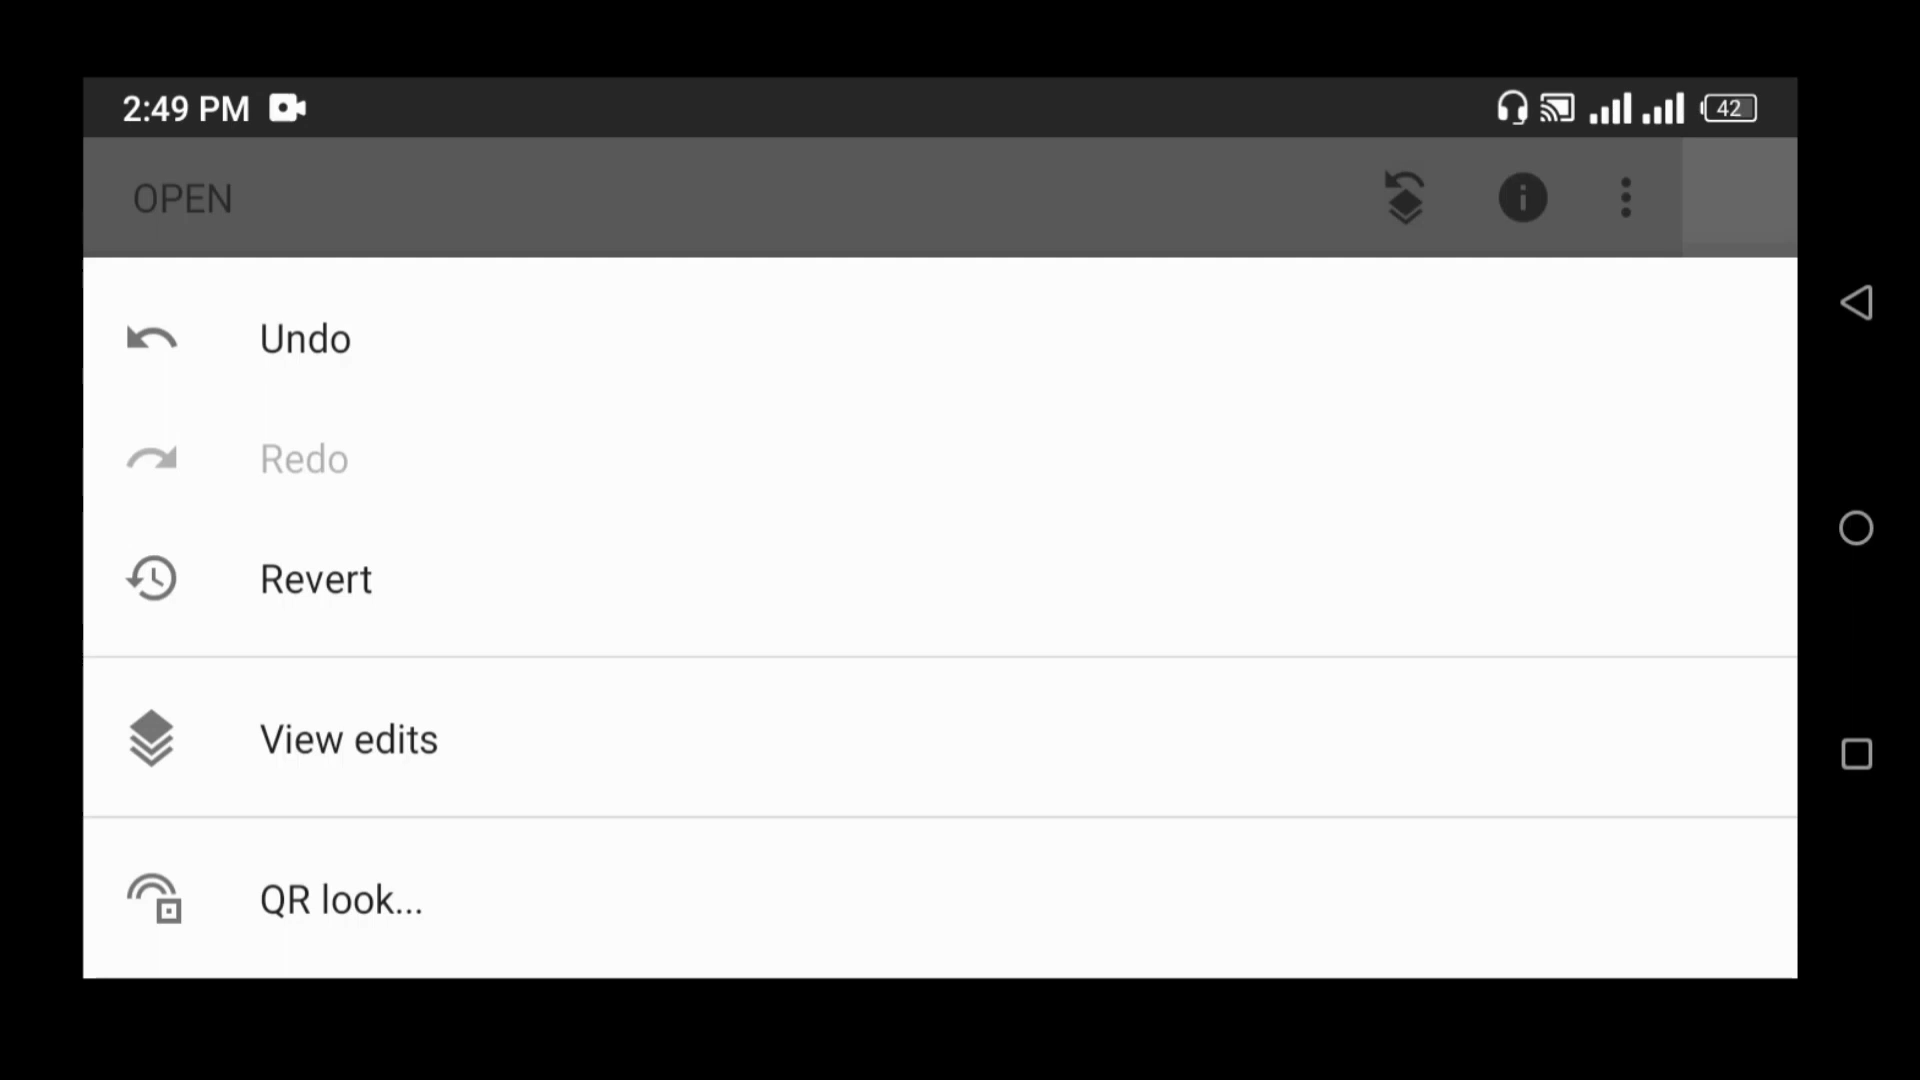 2:49 PM
42
OPEN
Undo
Redo
Revert
View edits
QR look...